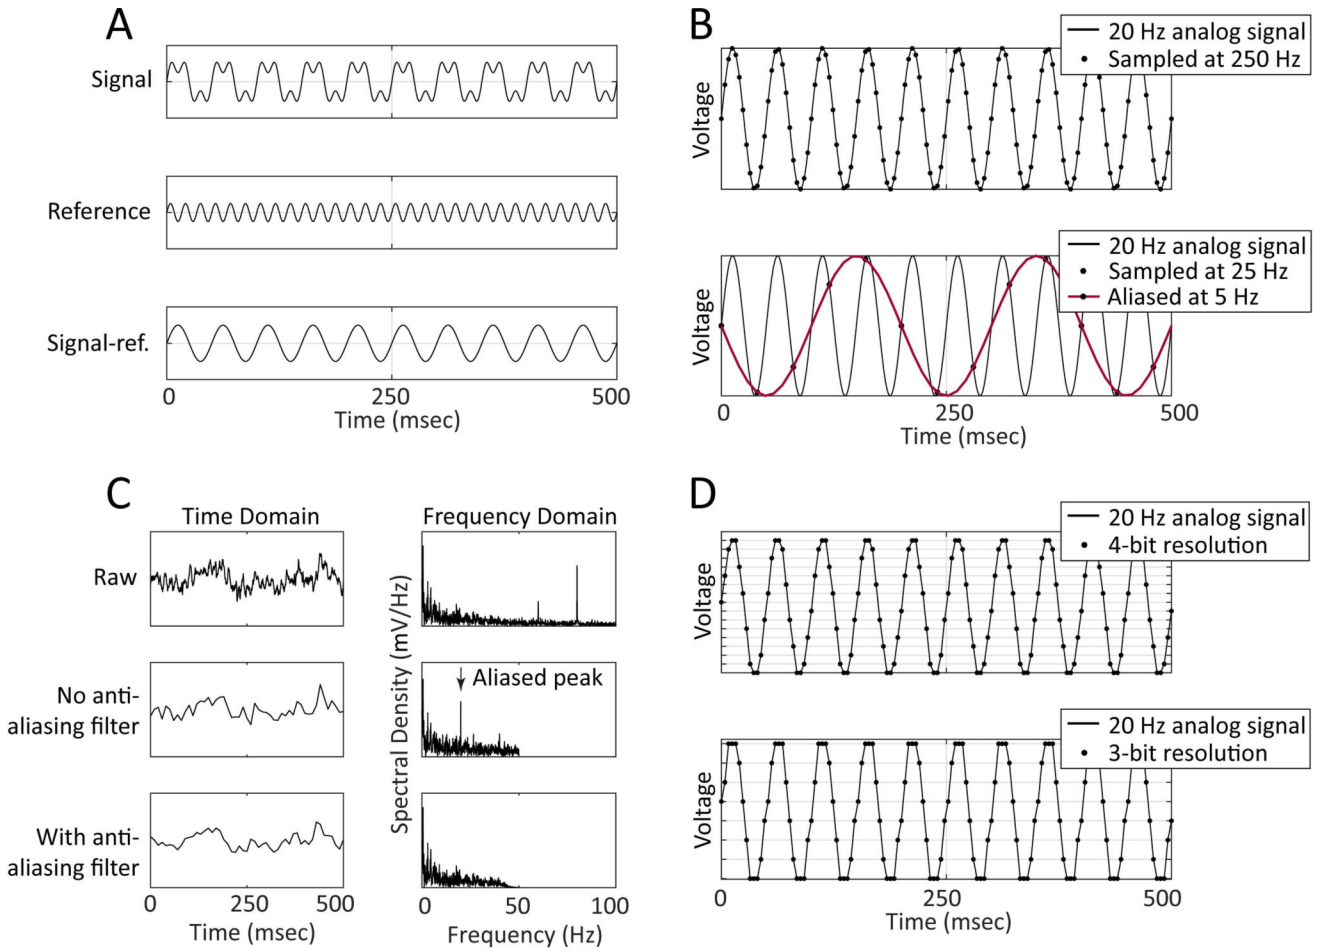 A
Signal
Reference
Signal-ref.
0
250
500
Time (msec)
B
20 Hz analog signal
Sampled at 250 Hz
Voltage
20 Hz analog signal
Sampled at 25 Hz
Aliased at 5 Hz
Voltage
0
250
500
Time (msec)
C
Time Domain
Frequency Domain
Raw
No anti-
aliasing filter
With anti-
aliasing filter
Spectral Density (mV/Hz)
Aliased peak
0
250
500
Time (msec)
0
50
100
Frequency (Hz)
D
20 Hz analog signal
4-bit resolution
Voltage
20 Hz analog signal
3-bit resolution
Voltage
0
250
500
Time (msec)